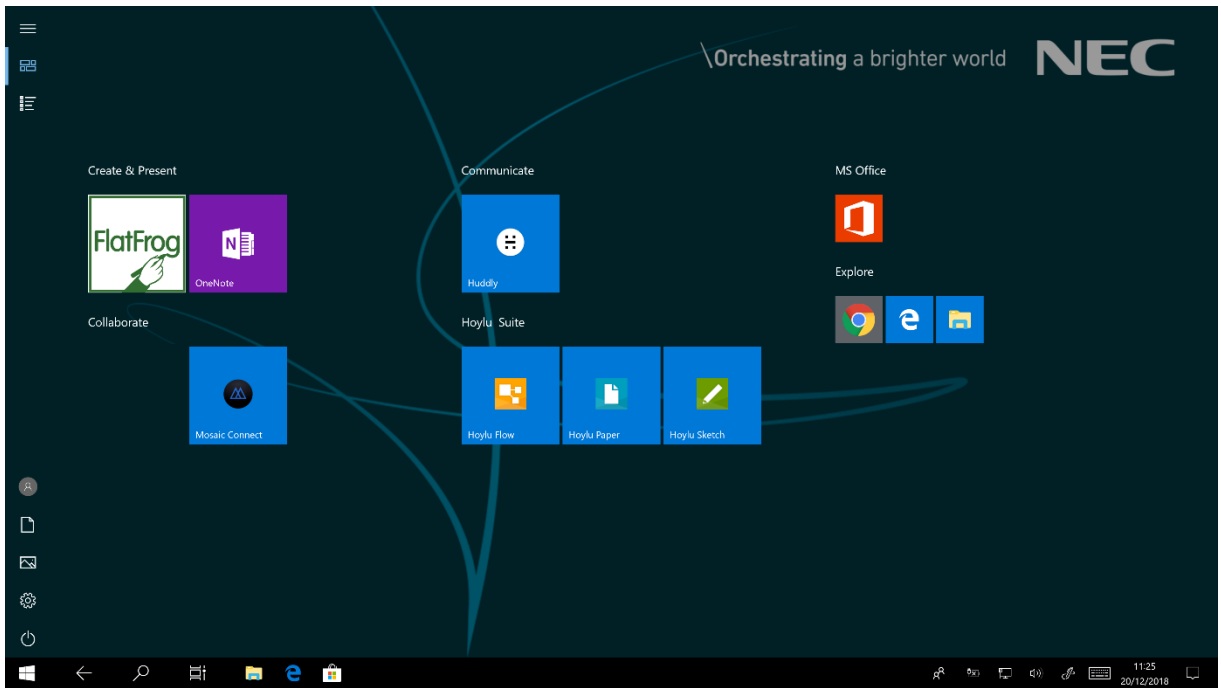 \Orchestrating a brighter world NEC
Create & Present
Communicate
MS Office
FlatFrog
OneNote
Huddly
Explore
Collaborate
Hoylu Suite
Mosaic Connect
Hoylu Flow
Hoylu Paper
Hoylu Sketch
11:25
20/12/2018